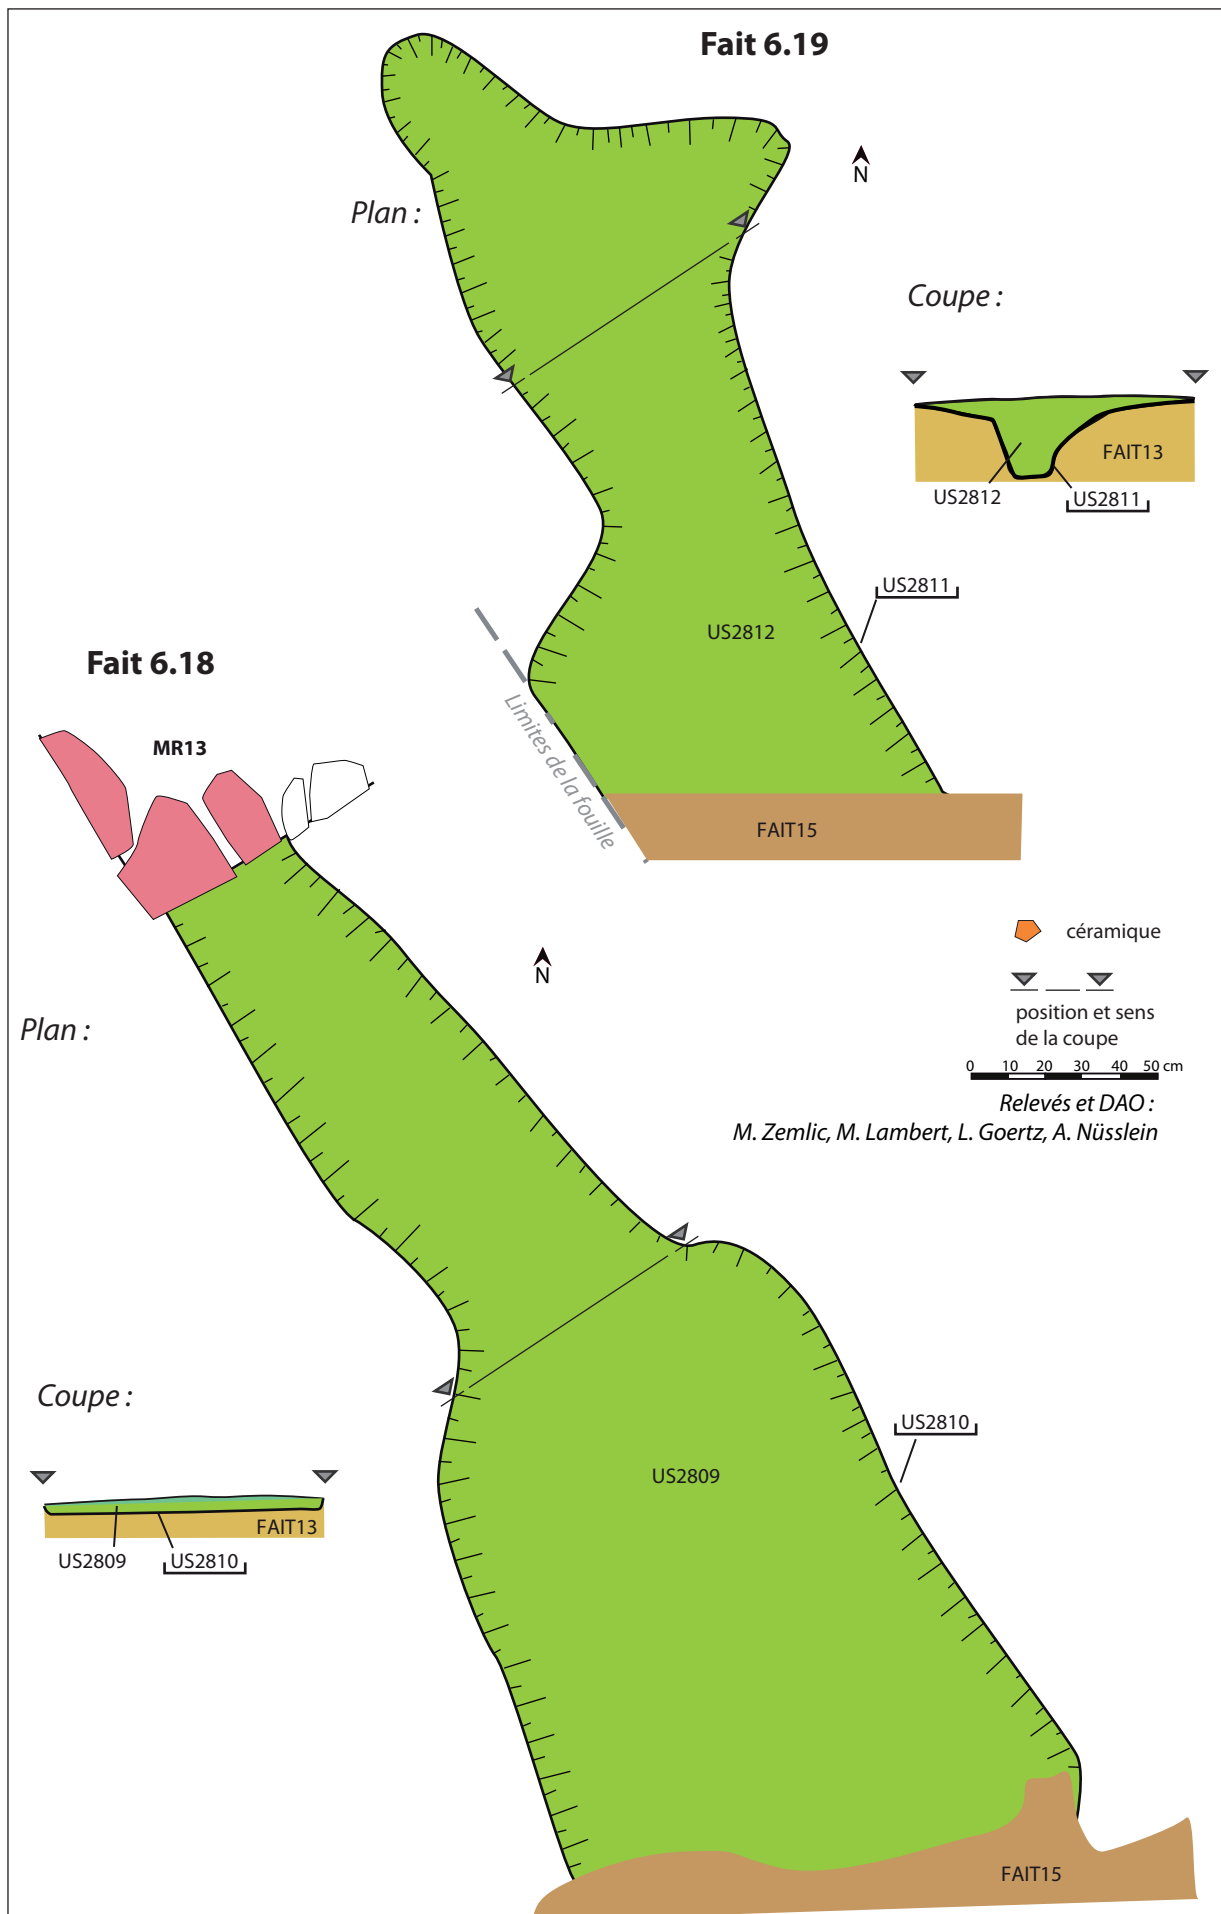 Fait 6.19
N
Plan :
Coupe :
FAIT13
US2812
US2811
US2811
US2812
Limites de la fouille
FAIT15
Fait 6.18
MR13
céramique
N
position et sens
de la coupe
Plan :
0 10 20 30 40 50 cm
Relevés et DAO :
M. Zemlic, M. Lambert, L. Goertz, A. Nüsslein
Coupe :
US2810
US2809
FAIT13
US2809
US2810
FAIT15